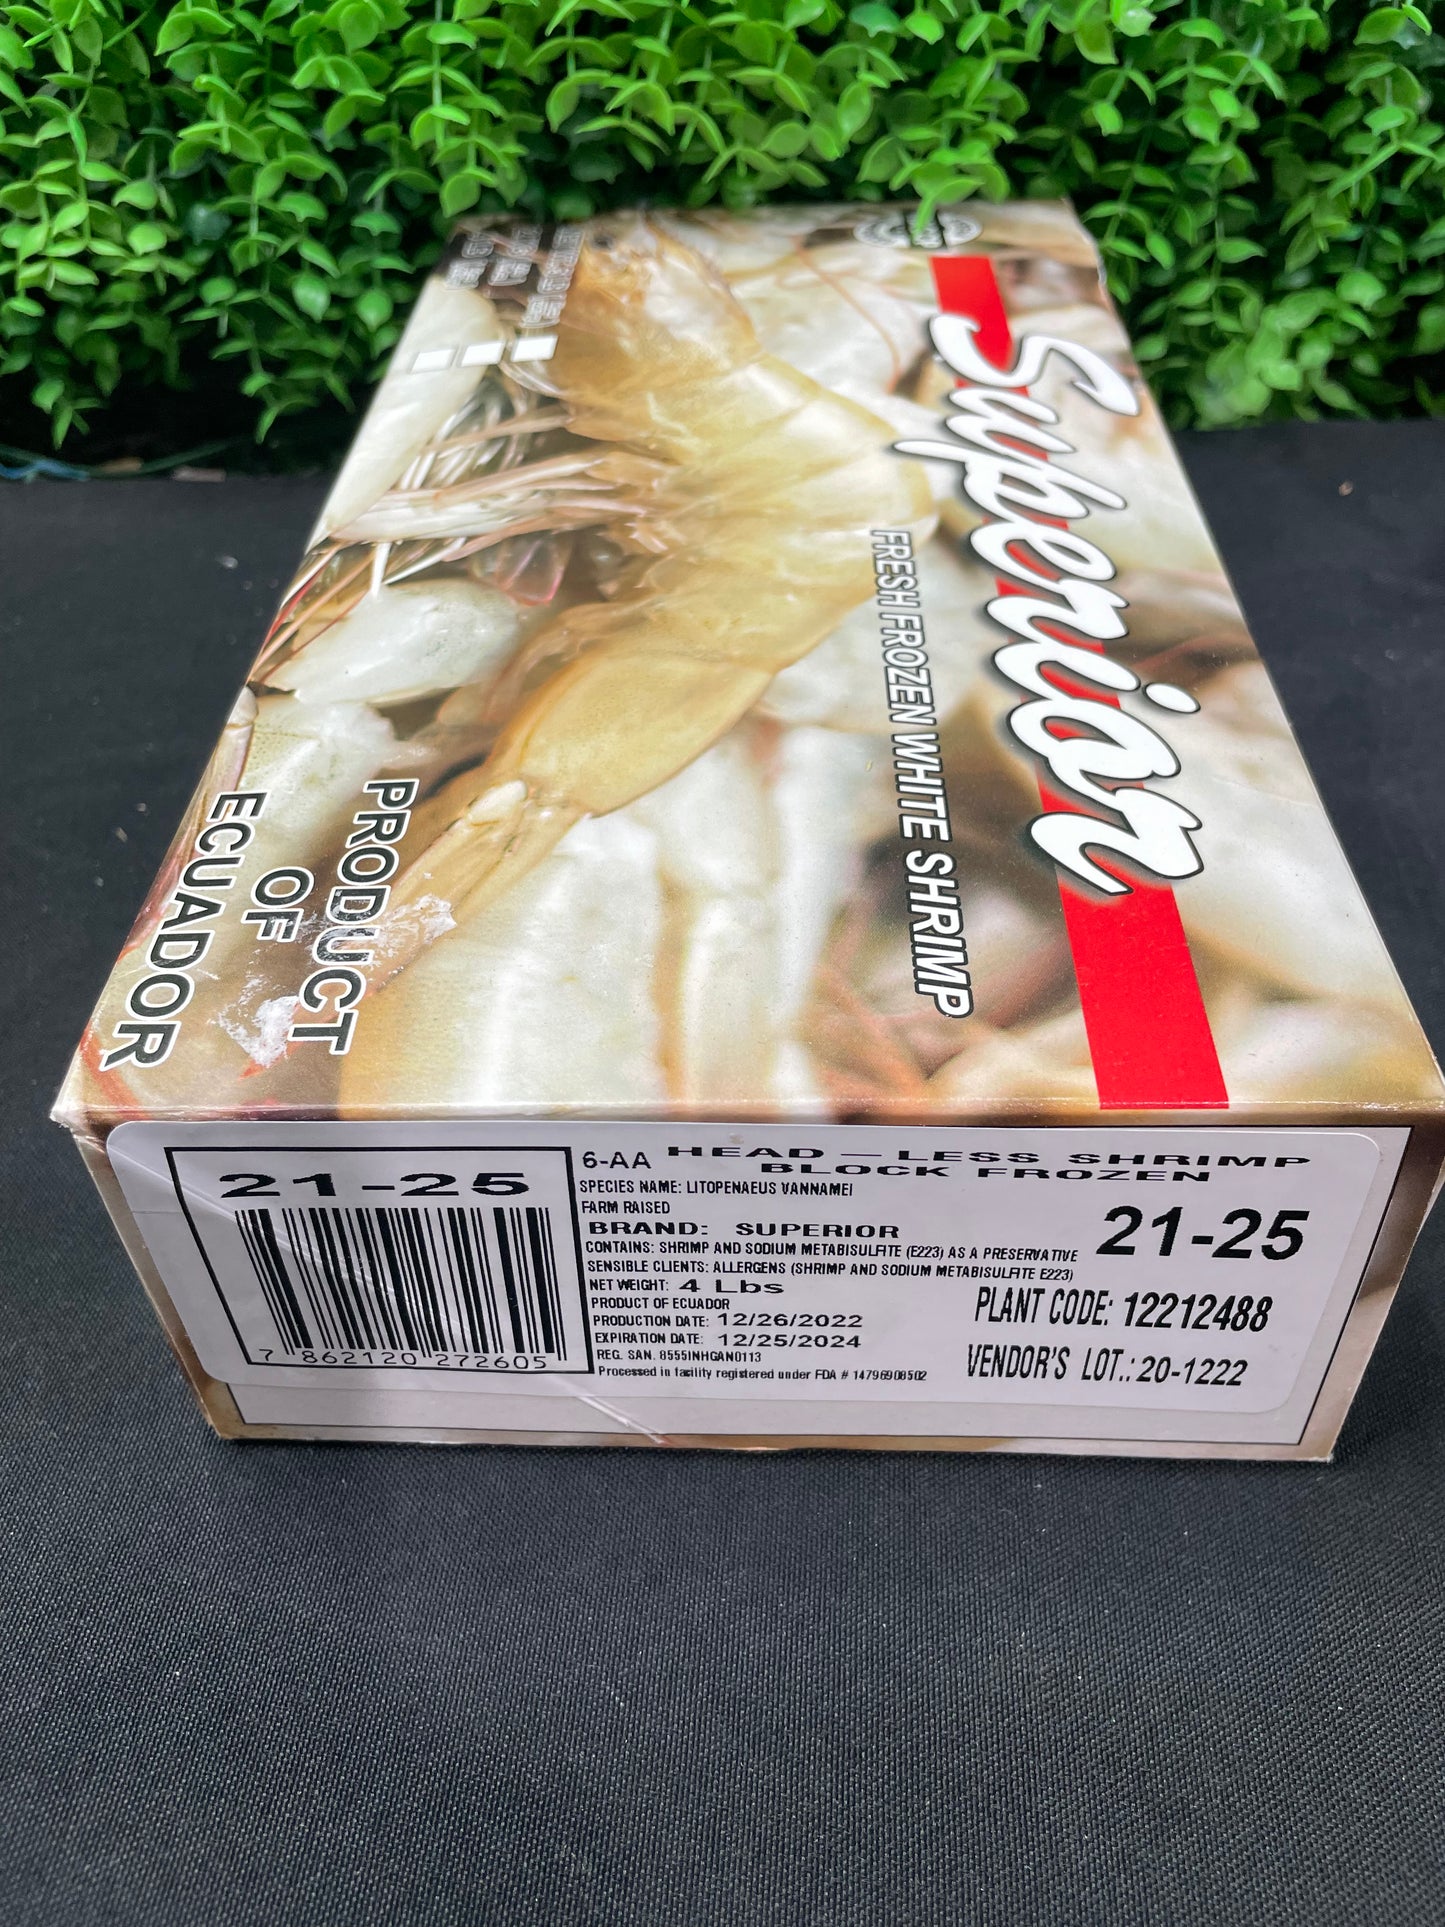 Superior
FRESH FROZEN WHITE SHRIMP
PRODUCT
OF
ECUADOR
21-25
7 862120 272605
6-AA HEAD-LESS SHRIMP
BLOCK FROZEN
SPECIES NAME: LITOPENAEUS VANNAMEI
FARM RAISED
BRAND: SUPERIOR
CONTAINS: SHRIMP AND SODIUM METABISULFITE (E223) AS A PRESERVATIVE
SENSIBLE CLIENTS: ALLERGENS (SHRIMP AND SODIUM METABISULFITE E223)
NET WEIGHT: 4 Lbs
PRODUCT OF ECUADOR
PRODUCTION DATE: 12/26/2022
EXPIRATION DATE: 12/25/2024
REG. SAN. 8555INHGAN0113
Processed in facility registered under FDA # 14796908502
21-25
PLANT CODE: 12212488
VENDOR'S LOT.: 20-1222